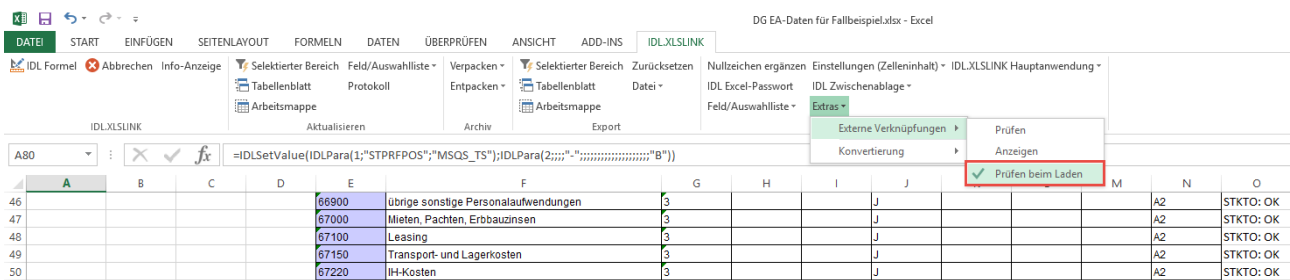 DG EA-Daten für Fallbeispiel.xlsx - Excel
DATEI START EINFÜGEN SEITENLAYOUT FORMELN DATEN ÜBERPRÜFEN ANSICHT ADD-INS IDL.XLSLINK
IDL Formel Abbrechen Info-Anzeige Selektierter Bereich Feld/Auswahlliste Verpacken Selektierter Bereich Zurücksetzen Nullzeichen ergänzen Einstellungen (Zelleninhalt) IDL.XLSLINK Hauptanwendung
Tabellenblatt Protokoll Entpacken Tabellenblatt Datei IDL Excel-Passwort IDL Zwischenablage
Arbeitsmappe Arbeitsmappe Feld/Auswahlliste Extras
IDL.XLSLINK Aktualisieren Archiv Export
Externe Verknüpfungen Prüfen
Konvertierung Anzeigen
Prüfen beim Laden
A80 fx =IDLSetValue(IDLPara(1;"STPRFPOS";"MSQS_TS");IDLPara(2;;;;"-";;;;;;;;;;;;;;;;;;;;"B"))
A B C D E F G H I J M N O
46 66900 übrige sonstige Personalaufwendungen 3 J A2 STKTO: OK
47 67000 Mieten, Pachten, Erbbauzinsen 3 J A2 STKTO: OK
48 67100 Leasing 3 J A2 STKTO: OK
49 67150 Transport- und Lagerkosten 3 J A2 STKTO: OK
50 67220 IH-Kosten 3 J A2 STKTO: OK